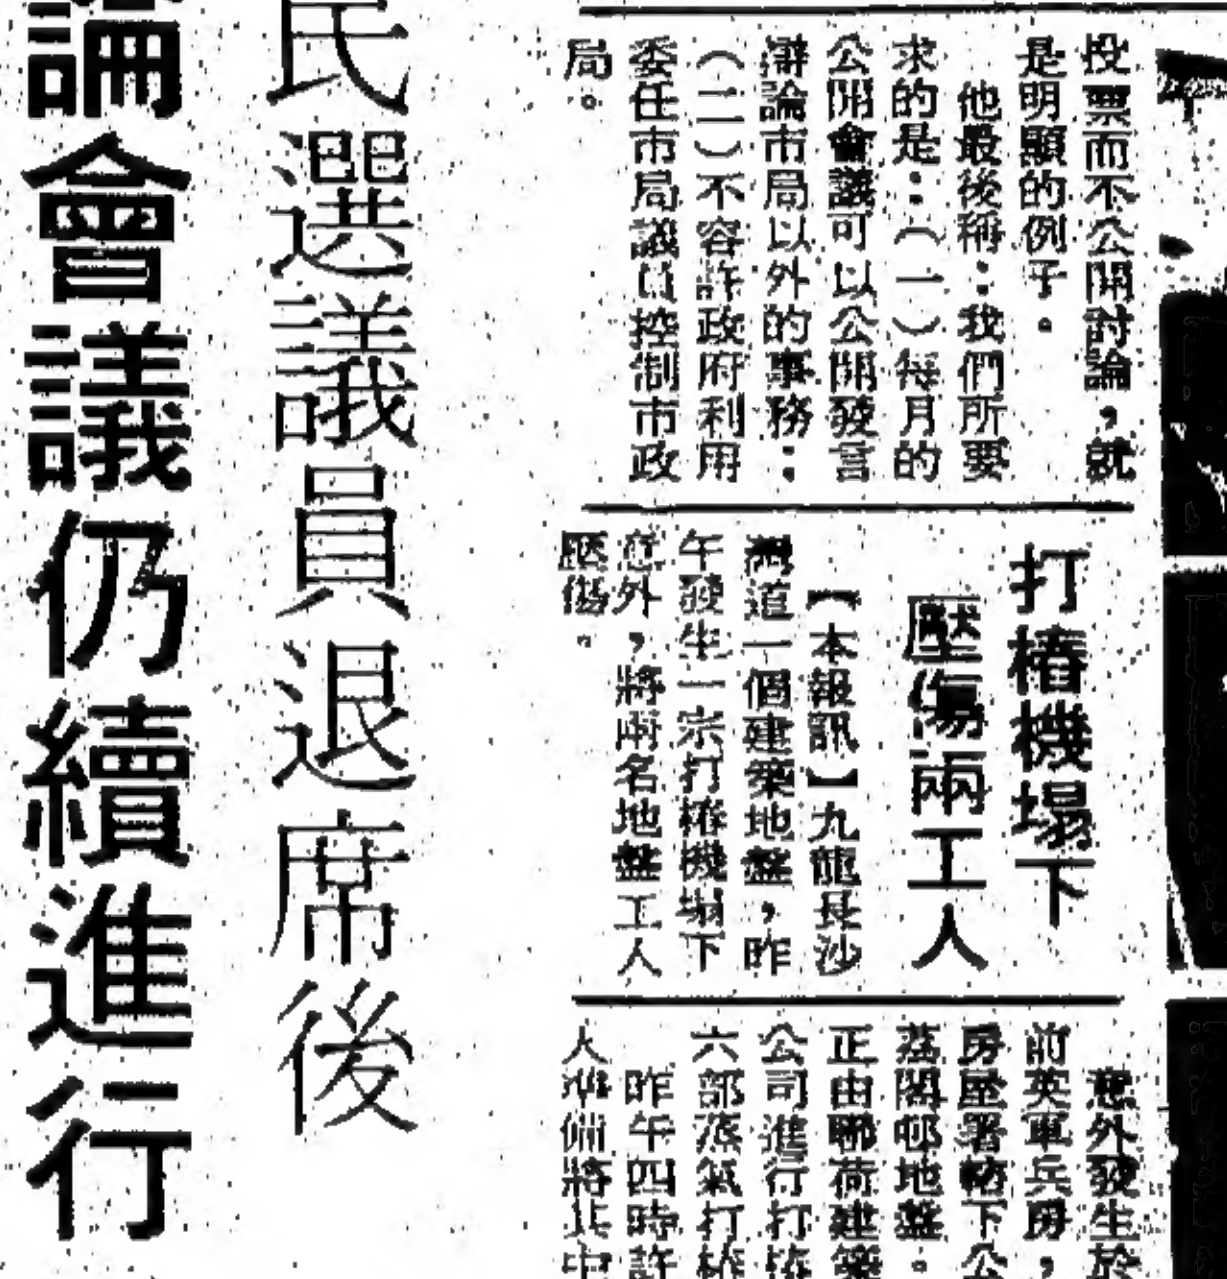 投票而不公開討論，就
是明顯的例子。
他最後稱：我們所要
求的是：（一）每月的
公開會議可以公開發言
辯論市局以外的事務；
（二）不容許政府利用
委任市局議員控制市政
局。
打樁機塌下
壓傷兩工人
【本報訊】九龍長沙
灣道一個建築地盤，昨
午發生一宗打樁機塌下
意外，將兩名地盤工人
壓傷。
意外發生於
前英軍兵房，
房屋署轄下公
荔閣邨地盤。
正由聯荷建築
公司進行打樁
六部蒸氣打樁
昨午四時許
人準備將其中
民選議員退席後
論會議仍續進行